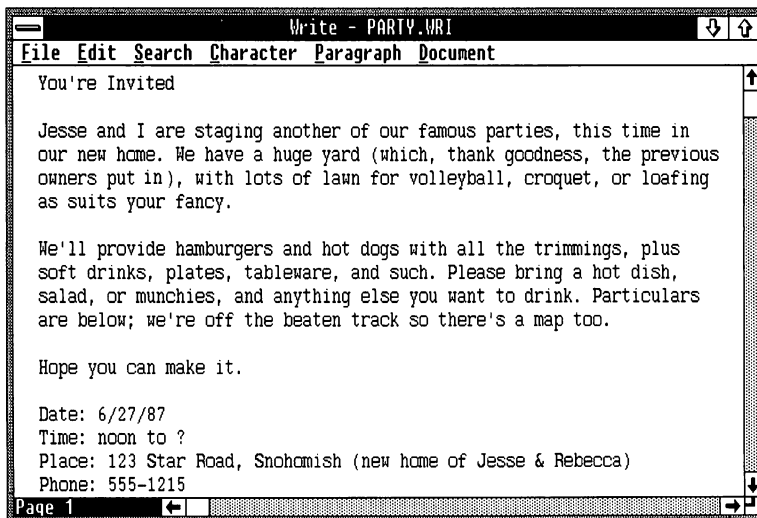 Write - PARTY.WRI
File Edit Search Character Paragraph Document
You're Invited
Jesse and I are staging another of our famous parties, this time in
our new home. We have a huge yard (which, thank goodness, the previous
owners put in), with lots of lawn for volleyball, croquet, or loafing
as suits your fancy.
We'll provide hamburgers and hot dogs with all the trimmings, plus
soft drinks, plates, tableware, and such. Please bring a hot dish,
salad, or munchies, and anything else you want to drink. Particulars
are below; we're off the beaten track so there's a map too.
Hope you can make it.
Date: 6/27/87
Time: noon to ?
Place: 123 Star Road, Snohomish (new home of Jesse & Rebecca)
Phone: 555-1215
Page 1